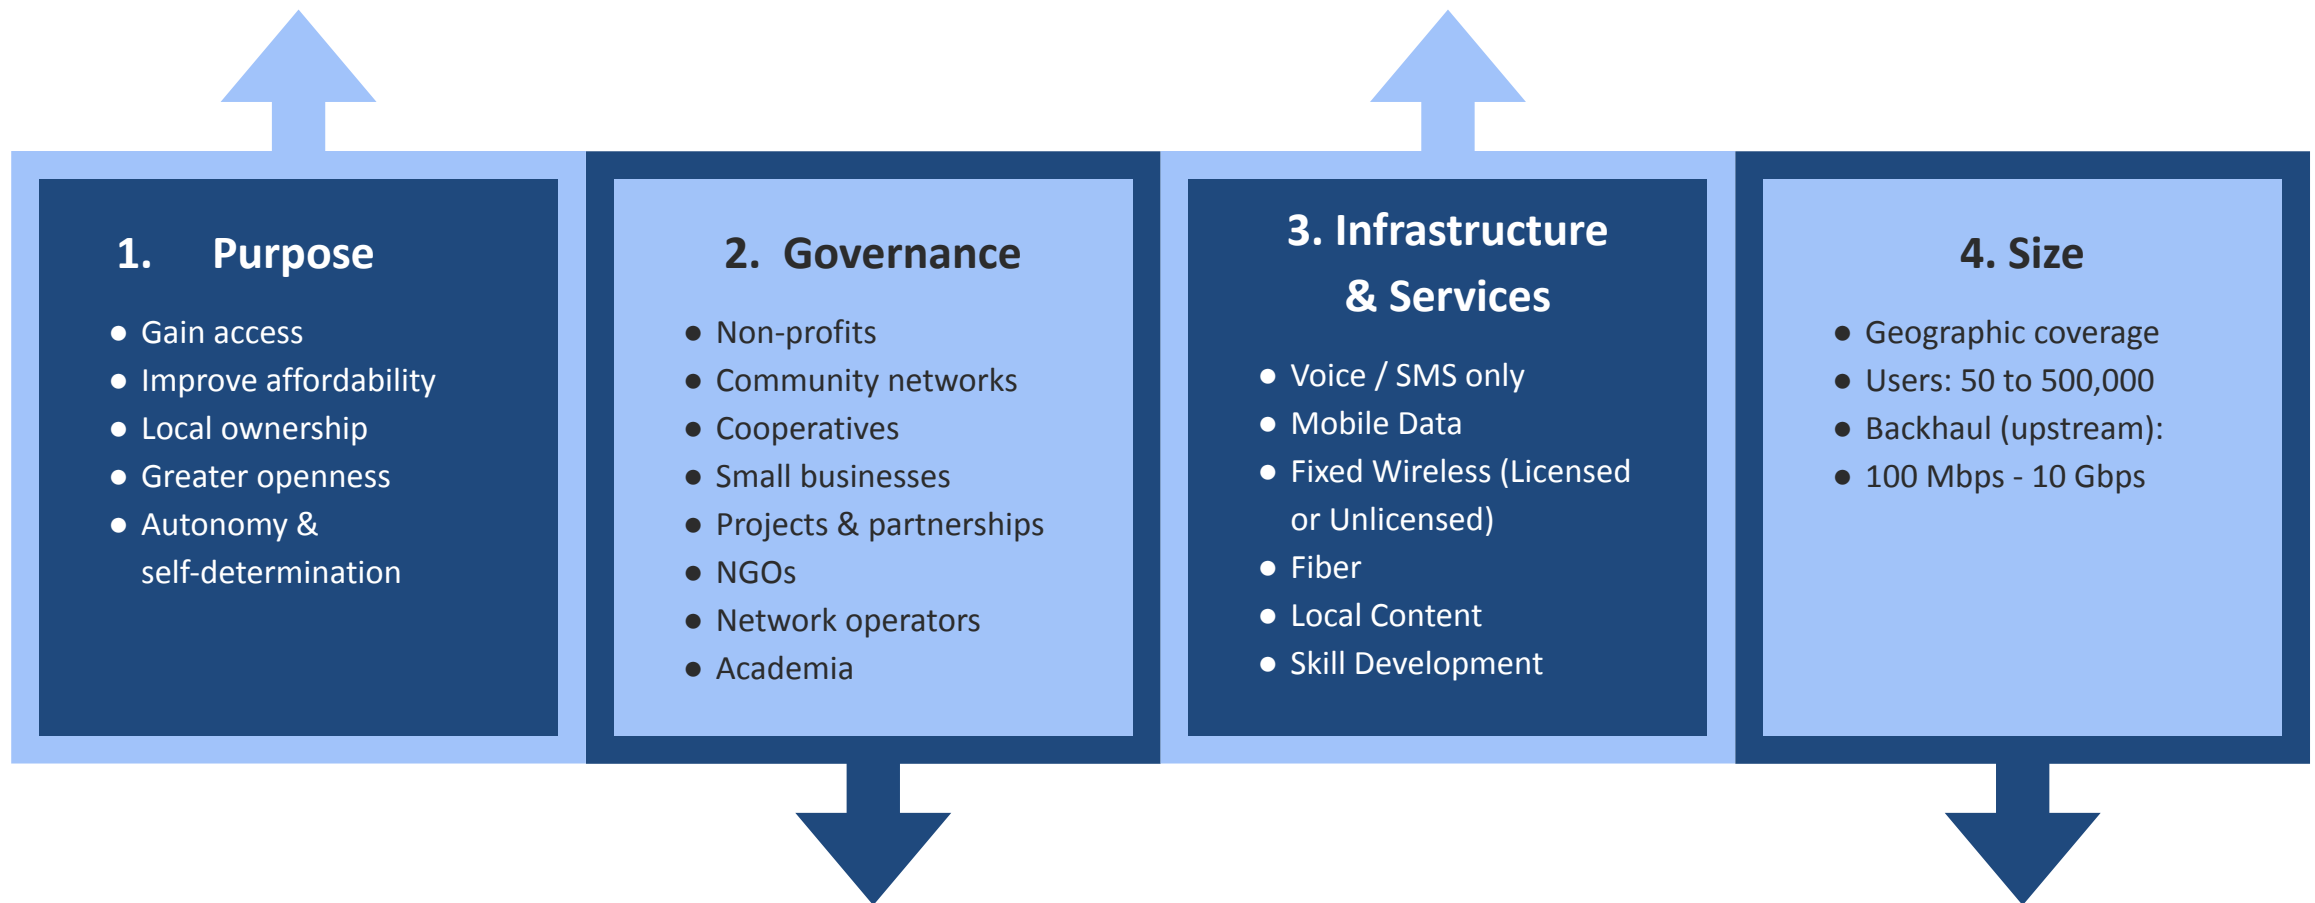 1. Purpose
● Gain access
● Improve affordability
● Local ownership
● Greater openness
● Autonomy &
self-determination
2. Governance
● Non-profits
● Community networks
● Cooperatives
● Small businesses
● Projects & partnerships
● NGOs
● Network operators
● Academia
3. Infrastructure
& Services
● Voice / SMS only
● Mobile Data
● Fixed Wireless (Licensed
or Unlicensed)
● Fiber
● Local Content
● Skill Development
4. Size
● Geographic coverage
● Users: 50 to 500,000
● Backhaul (upstream):
● 100 Mbps - 10 Gbps